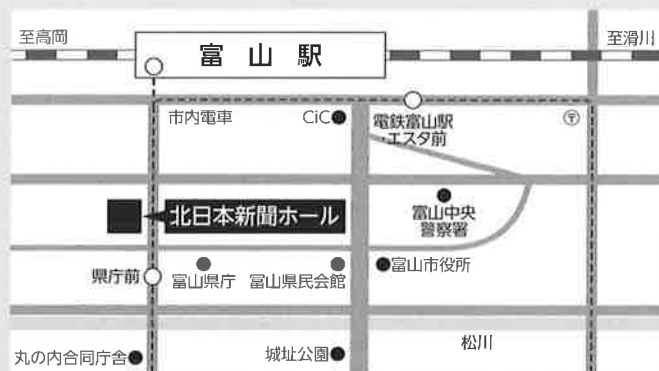 至高岡
富山駅
至滑川
市内電車
CiC
電鉄富山駅
・エスタ前
〒
北日本新聞ホール
富山中央
警察署
県庁前
富山県庁
富山県民会館
富山市役所
丸の内合同庁舎
城址公園
松川